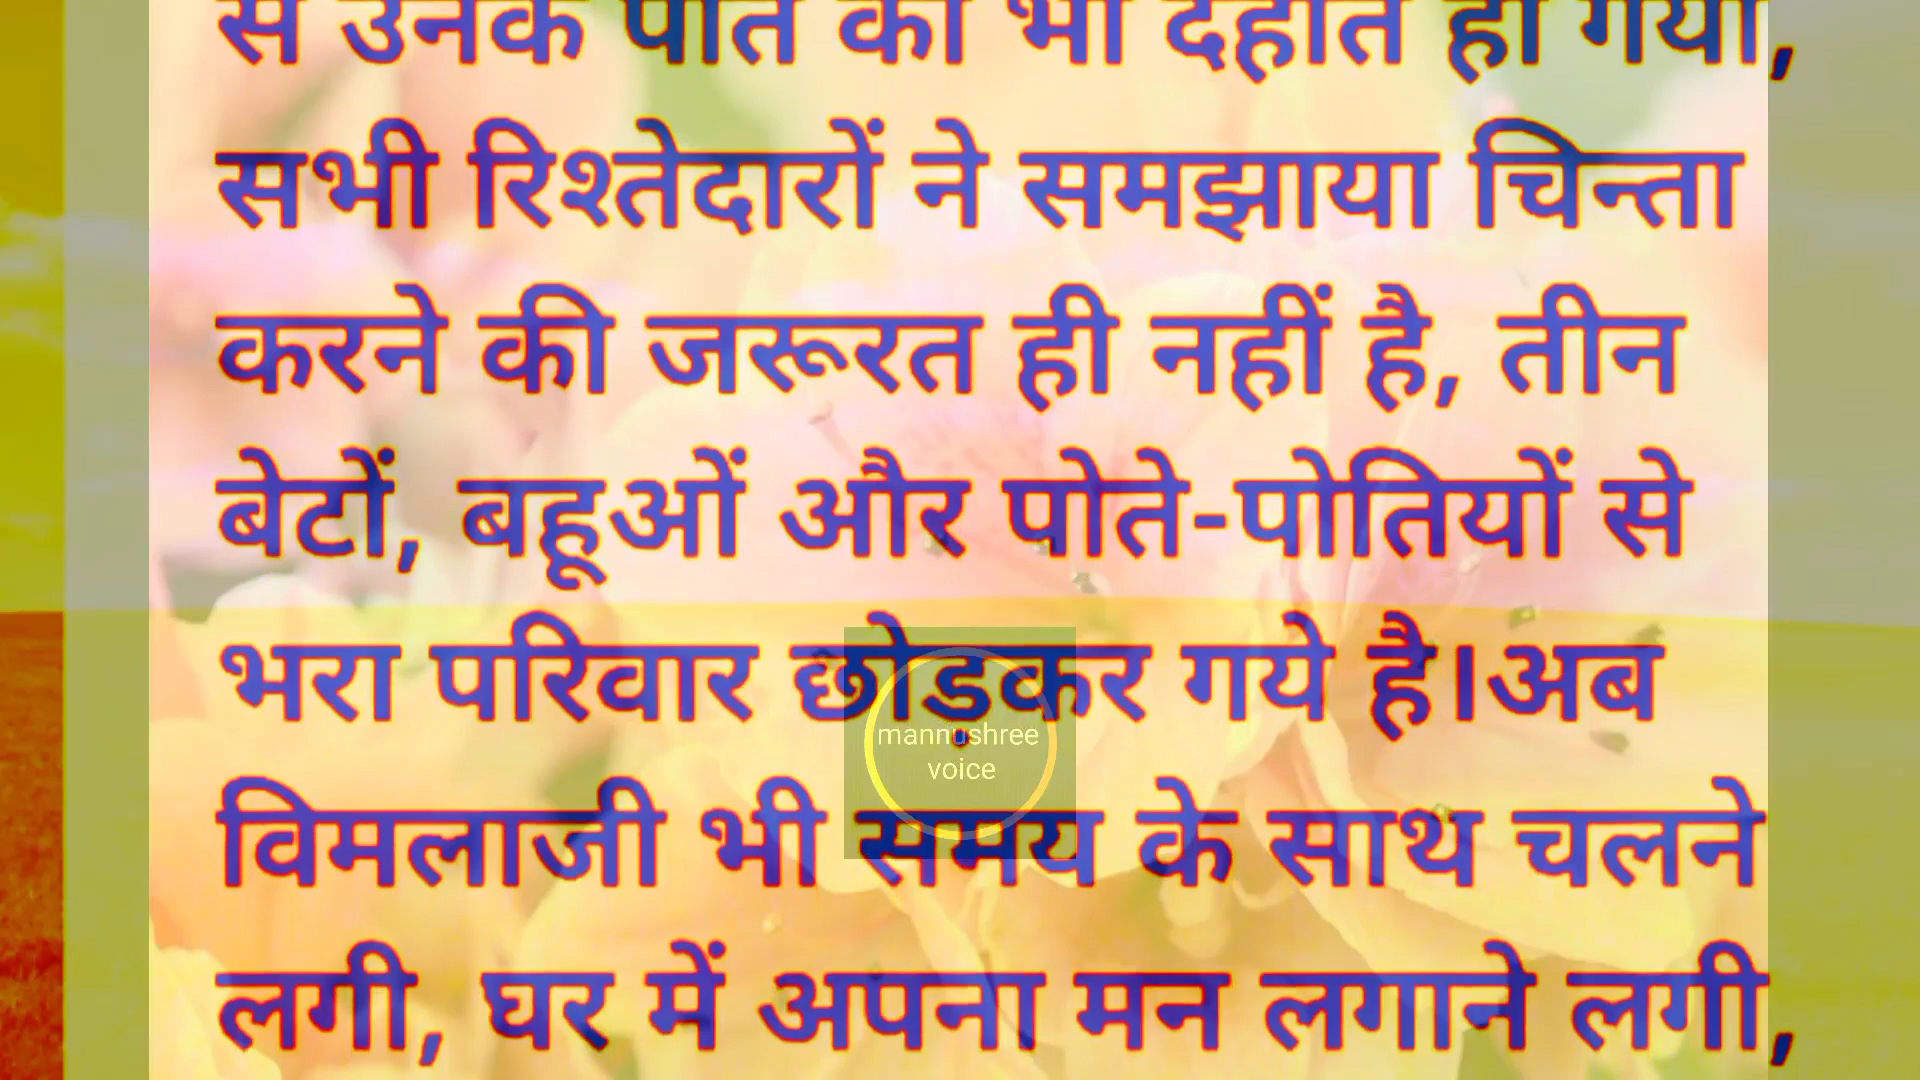 से उनके पति का भी देहांत हो गया,
सभी रिश्तेदारों ने समझाया चिन्ता
करने की जरूरत ही नहीं है, तीन
बेटों, बहूओं और पोते-पोतियों से
भरा परिवार छोड़कर गये है।अब
mannushree
voice
विमलाजी भी समय के साथ चलने
लगी, घर में अपना मन लगाने लगी,